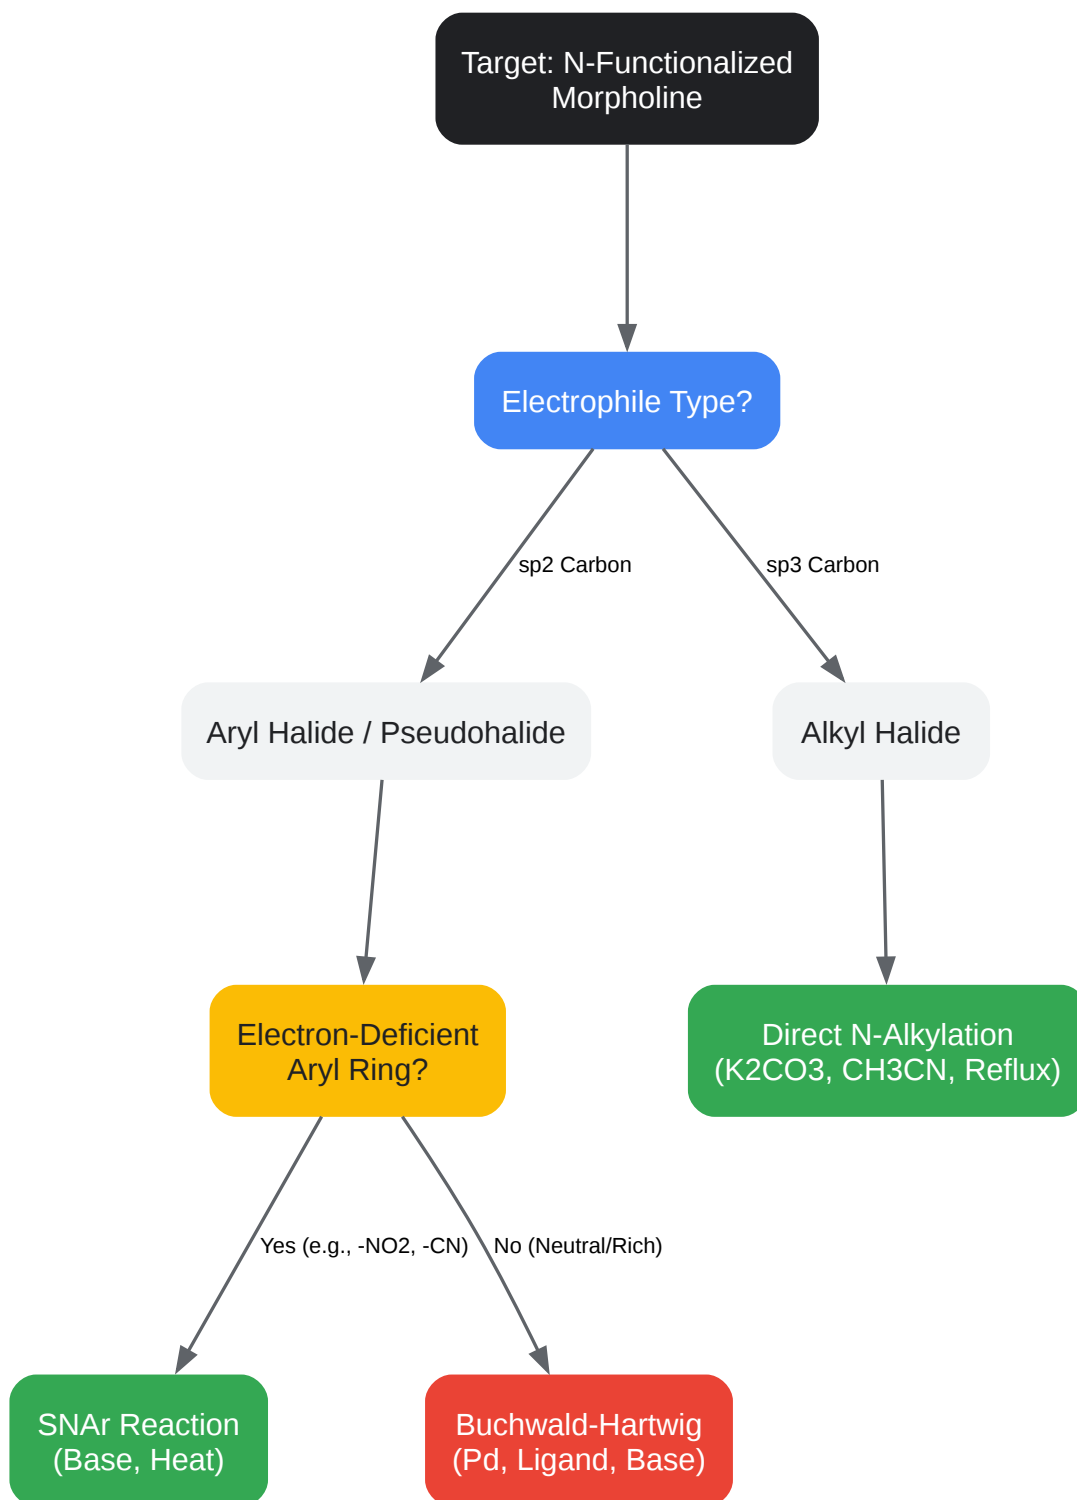 Target: N-Functionalized
Morpholine
Electrophile Type?
sp2 Carbon
sp3 Carbon
Aryl Halide / Pseudohalide
Alkyl Halide
Electron-Deficient
Aryl Ring?
Direct N-Alkylation
(K2CO3, CH3CN, Reflux)
Yes (e.g., -NO2, -CN)
No (Neutral/Rich)
SNAr Reaction
(Base, Heat)
Buchwald-Hartwig
(Pd, Ligand, Base)